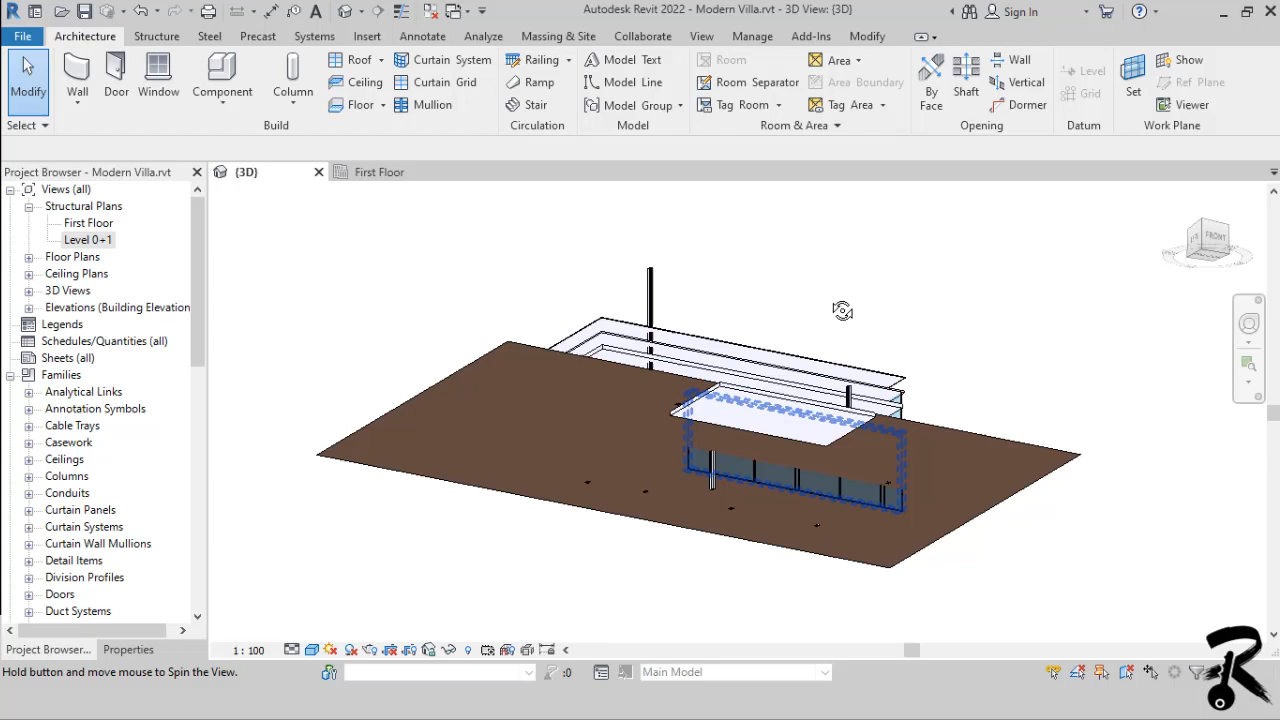 Autodesk Revit 2022 - Modern Villa.rvt - 3D View: {3D}
Sign In
File Architecture Structure Steel Precast Systems Insert Annotate Analyze Massing & Site Collaborate View Manage Add-Ins Modify
Modify
Select
Wall Door Window Component Column
Roof
Ceiling
Floor
Curtain System
Curtain Grid
Mullion
Build
Railing
Ramp
Stair
Circulation
Model Text
Model Line
Model Group
Model
Room
Room Separator
Tag Room
Area
Area Boundary
Tag Area
Room & Area
By Face
Shaft
Wall
Vertical
Dormer
Opening
Level
Grid
Datum
Set
Show
Ref Plane
Viewer
Work Plane
Project Browser - Modern Villa.rvt
{3D}
First Floor
Views (all)
Structural Plans
First Floor
Level 0+1
Floor Plans
Ceiling Plans
3D Views
Elevations (Building Elevation
Legends
Schedules/Quantities (all)
Sheets (all)
Families
Analytical Links
Annotation Symbols
Cable Trays
Casework
Ceilings
Columns
Conduits
Curtain Panels
Curtain Systems
Curtain Wall Mullions
Detail Items
Division Profiles
Doors
Duct Systems
FRONT
Project Browser... Properties
1 : 100
Hold button and move mouse to Spin the View.
:0
Main Model